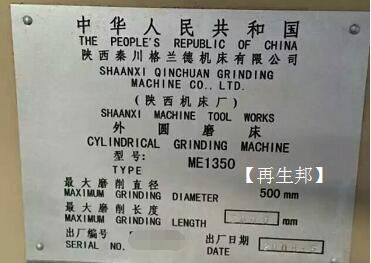 中华人民共和国
THE PEOPLE'S REPUBLIC OF CHINA
陕西秦川格兰德机床有限公司
SHAANXI QINCHUAN GRINDING
MACHINE CO., LTD.
(陕西机床厂)
SHAANXI MACHINE TOOL WORKS
外圆磨床
CYLINDRICAL GRINDING MACHINE
型号:
TYPE ME1350
【再生邦】
最大磨削直径
MAXIMUM GRINDING DIAMETER 500 mm
最大磨削长度
MAXIMUM GRINDING LENGTH mm
出厂编号 出厂日期
SERIAL NO. DATE